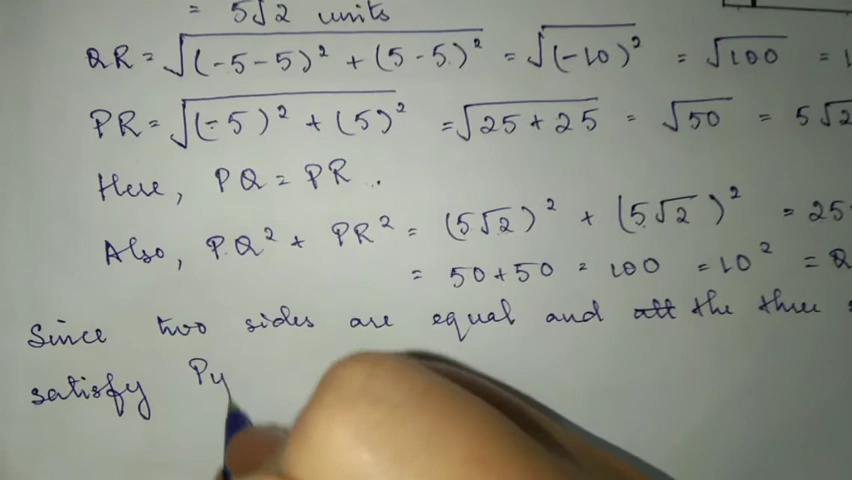 = 5√2 units
QR = √(-5-5)² + (5-5)² = √(-10)² = √100 =
PR = √(-5)² + (5)² = √25+25 = √50 = 5√2
Here, PQ = PR.
Also, PQ² + PR² = (5√2)² + (5√2)² = 25
= 50+50 = 100 = 10² =
Since two sides are equal and the three
satisfy Py